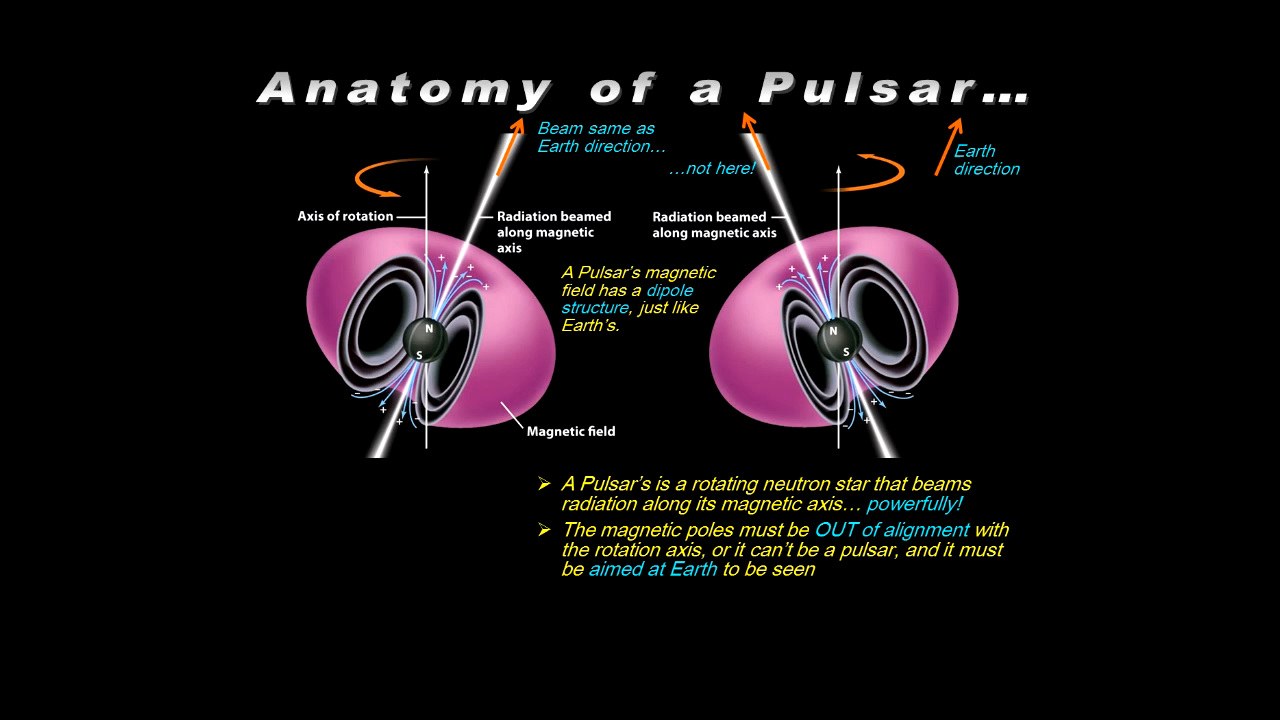 Anatomy of a Pulsar…
Beam same as
Earth direction…
…not here!
Earth
direction
Axis of rotation
Radiation beamed
along magnetic
axis
Radiation beamed
along magnetic axis
A Pulsar’s magnetic
field has a dipole
structure, just like
Earth’s.
+
-
+
-
+
+
-
+
-
+
N
S
N
S
-
-
+
+
-
-
+
+
-
-
Magnetic field
➢ A Pulsar’s is a rotating neutron star that beams
radiation along its magnetic axis… powerfully!
➢ The magnetic poles must be OUT of alignment with
the rotation axis, or it can’t be a pulsar, and it must
be aimed at Earth to be seen